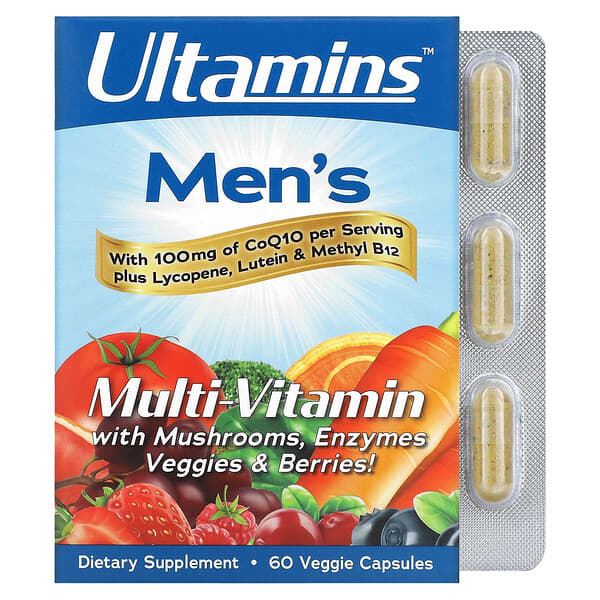 Ultamins™
Men's
With 100mg of CoQ10 per Serving
plus Lycopene, Lutein & Methyl B12
Multi-Vitamin
with Mushrooms, Enzymes
Veggies & Berries!
Dietary Supplement • 60 Veggie Capsules